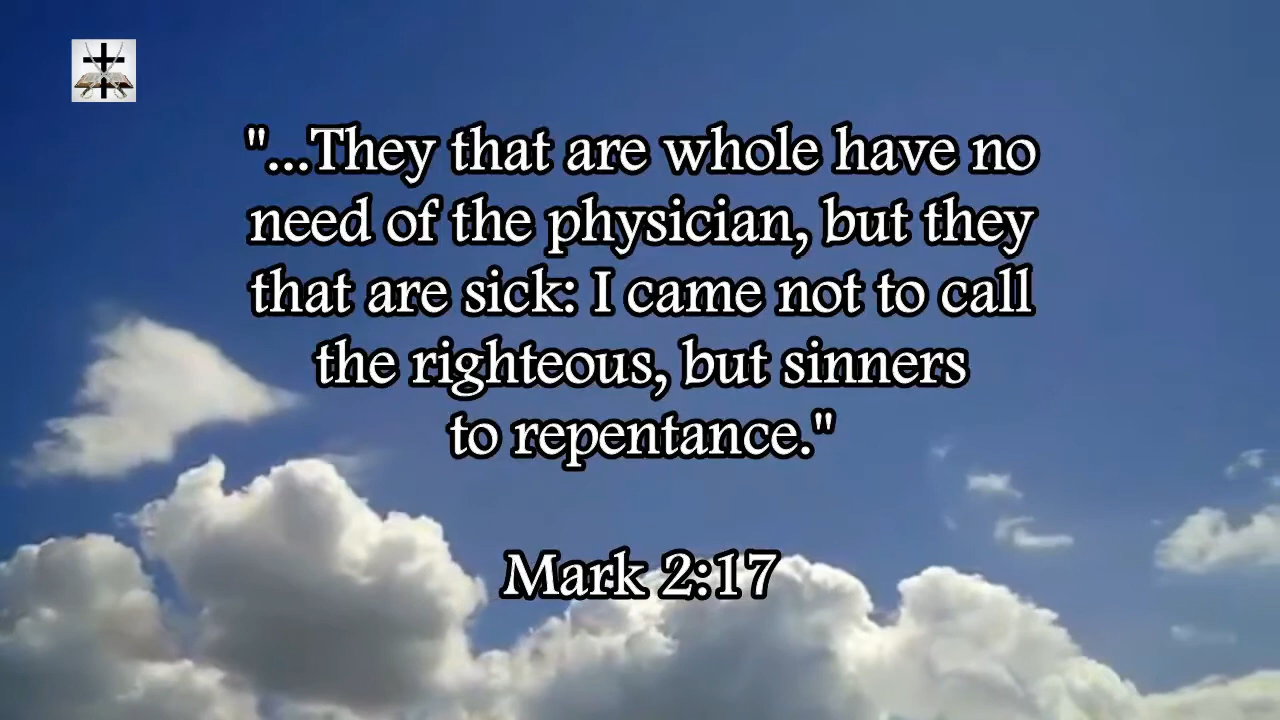 "...They that are whole have no
need of the physician, but they
that are sick: I came not to call
the righteous, but sinners
to repentance."
Mark 2:17